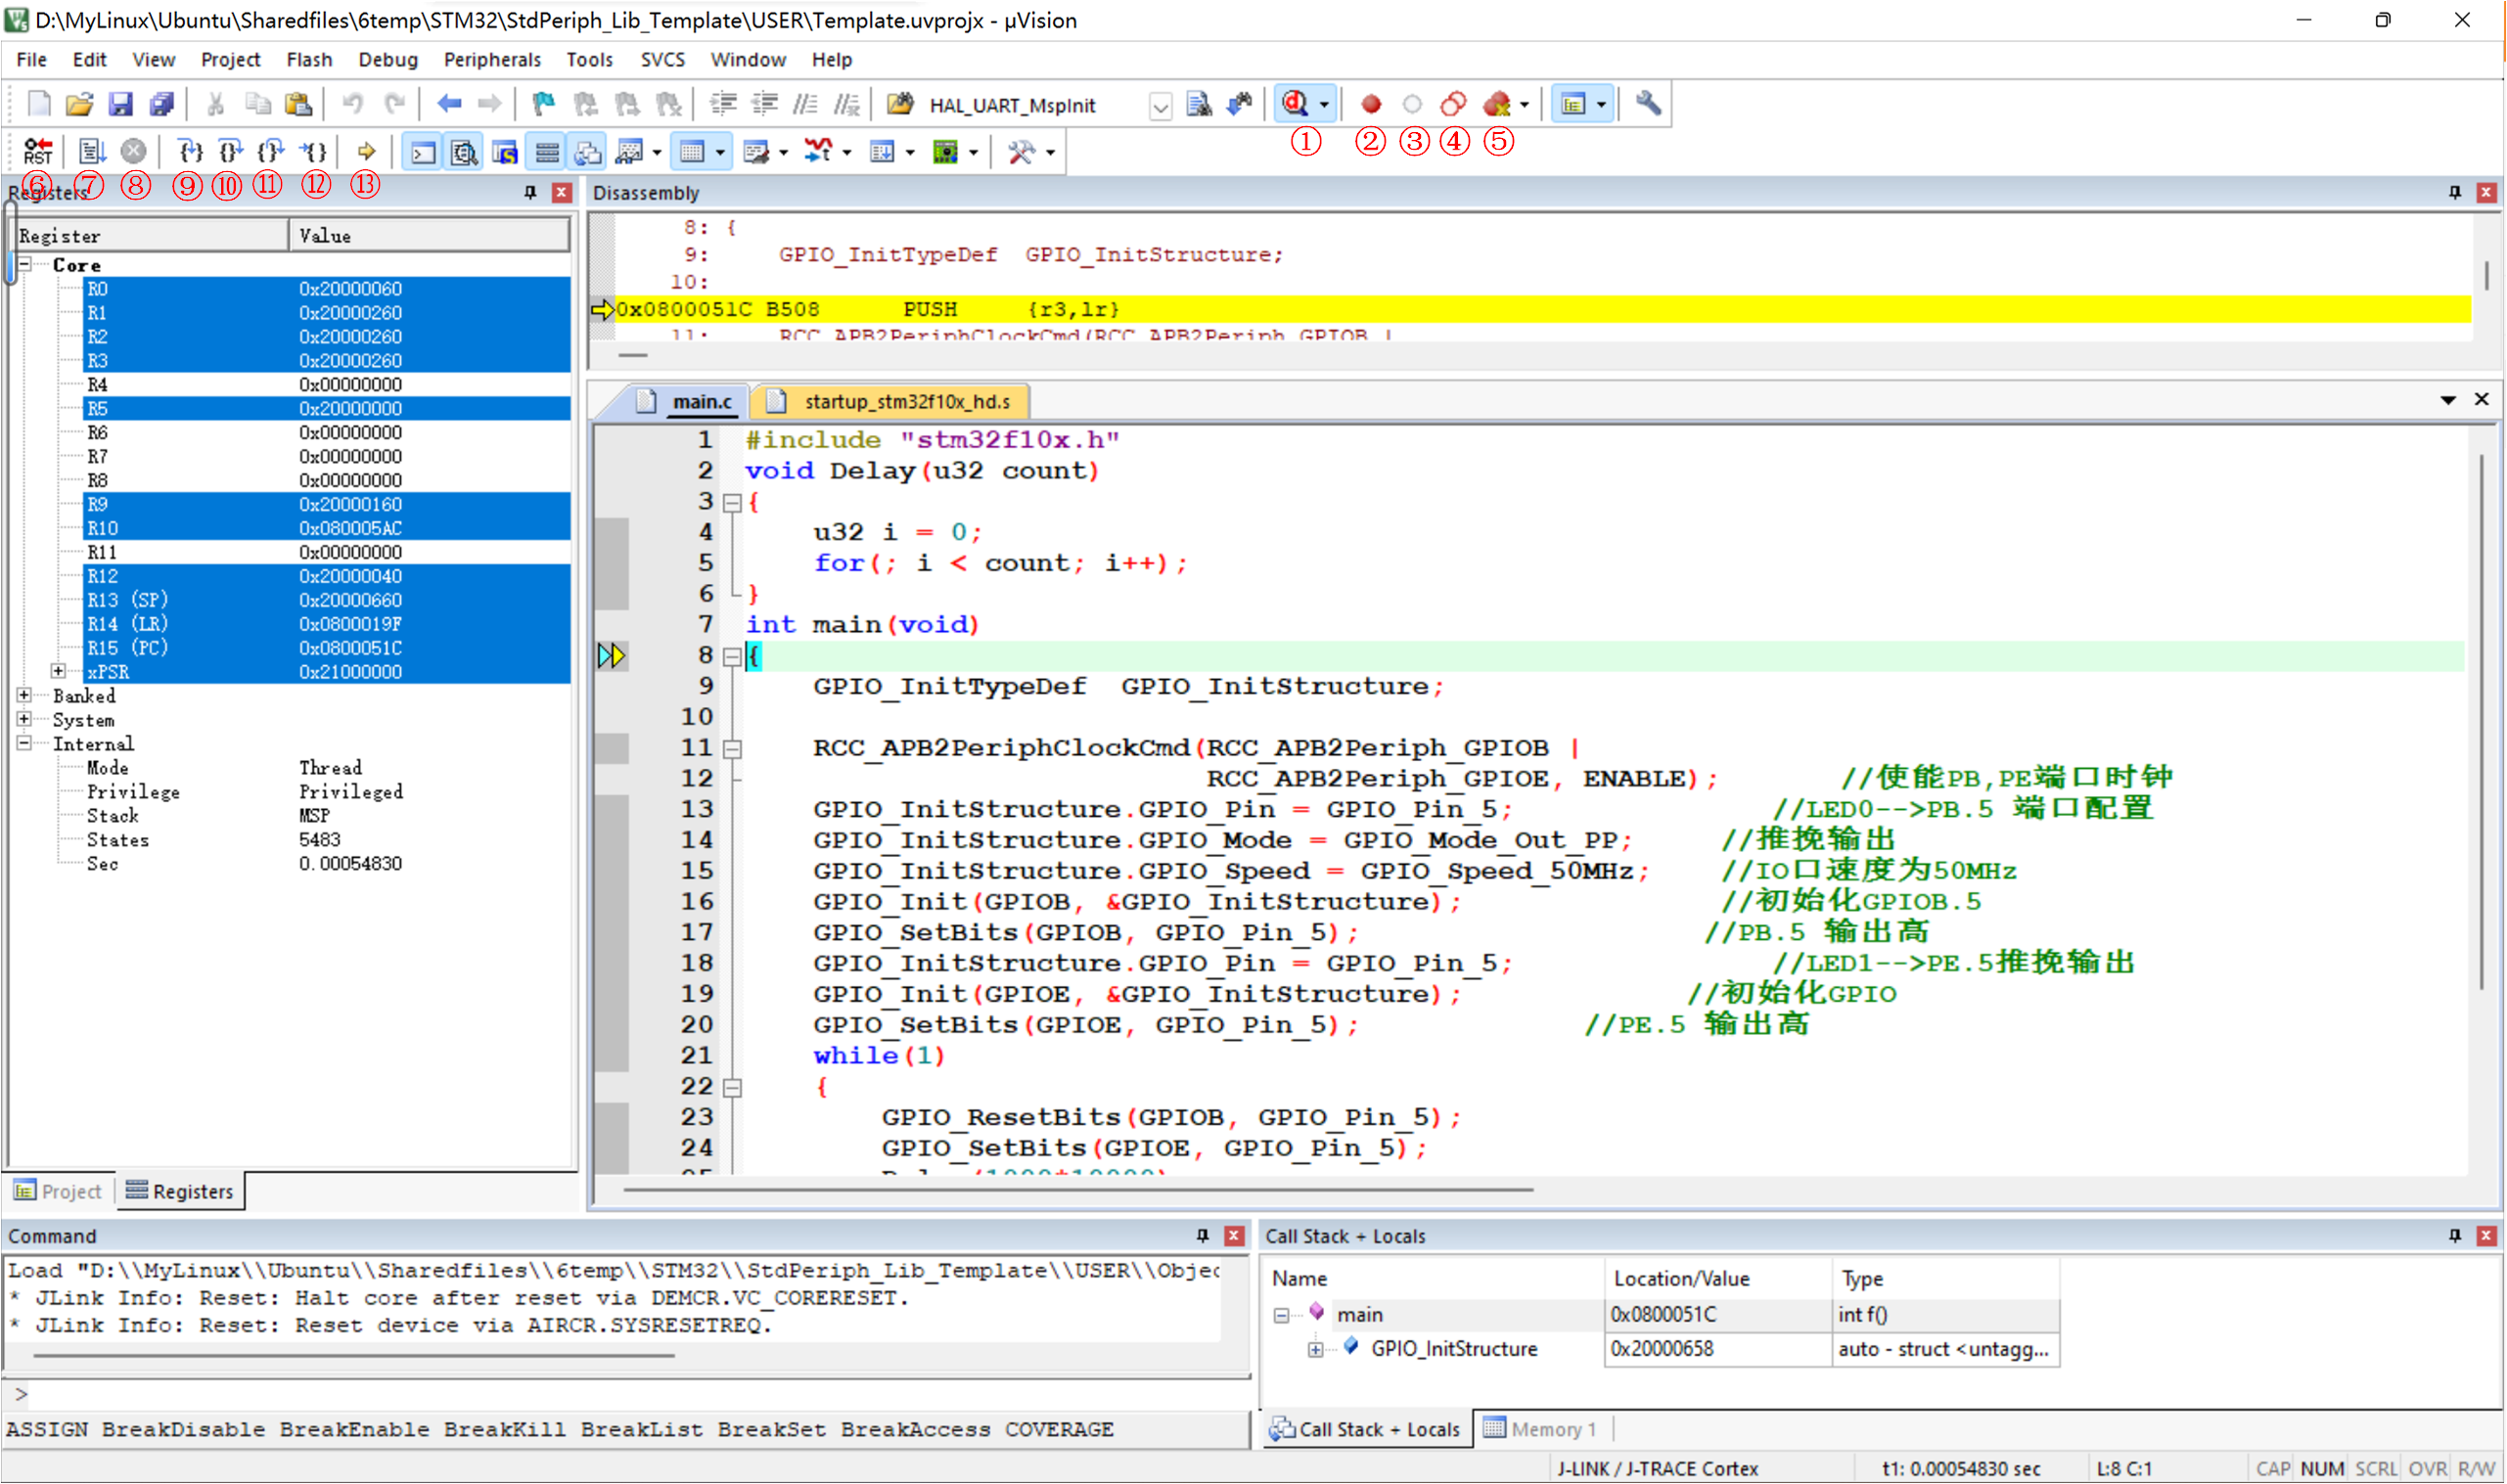 D:\MyLinux\Ubuntu\Sharedfiles\6temp\STM32\StdPeriph_Lib_Template\USER\Template.uvprojx - µVision
File Edit View Project Flash Debug Peripherals Tools SVCS Window Help
HAL_UART_MspInit
① ② ③ ④ ⑤
RST
⑥ ⑦ ⑧ ⑨ ⑩ ⑪ ⑫ ⑬
Registers
Register Value
Core
R0 0x20000060
R1 0x20000260
R2 0x20000260
R3 0x20000260
R4 0x00000000
R5 0x20000000
R6 0x00000000
R7 0x00000000
R8 0x00000000
R9 0x20000160
R10 0x080005AC
R11 0x00000000
R12 0x20000040
R13 (SP) 0x20000660
R14 (LR) 0x0800019F
R15 (PC) 0x0800051C
xPSR 0x21000000
Banked
System
Internal
Mode Thread
Privilege Privileged
Stack MSP
States 5483
Sec 0.00054830
Project Registers
Disassembly
8: {
9: GPIO_InitTypeDef GPIO_InitStructure;
10:
0x0800051C B508 PUSH {r3,lr}
11: RCC_APB2PeriphClockCmd(RCC_APB2Periph_GPIOB |
main.c startup_stm32f10x_hd.s
1 #include "stm32f10x.h"
2 void Delay(u32 count)
3 {
4 u32 i = 0;
5 for(; i < count; i++);
6 }
7 int main(void)
8 {
9 GPIO_InitTypeDef GPIO_InitStructure;
10
11 RCC_APB2PeriphClockCmd(RCC_APB2Periph_GPIOB |
12 RCC_APB2Periph_GPIOE, ENABLE); //使能PB,PE端口时钟
13 GPIO_InitStructure.GPIO_Pin = GPIO_Pin_5; //LED0-->PB.5 端口配置
14 GPIO_InitStructure.GPIO_Mode = GPIO_Mode_Out_PP; //推挽输出
15 GPIO_InitStructure.GPIO_Speed = GPIO_Speed_50MHz; //IO口速度为50MHz
16 GPIO_Init(GPIOB, &GPIO_InitStructure); //初始化GPIOB.5
17 GPIO_SetBits(GPIOB, GPIO_Pin_5); //PB.5 输出高
18 GPIO_InitStructure.GPIO_Pin = GPIO_Pin_5; //LED1-->PE.5推挽输出
19 GPIO_Init(GPIOE, &GPIO_InitStructure); //初始化GPIO
20 GPIO_SetBits(GPIOE, GPIO_Pin_5); //PE.5 输出高
21 while(1)
22 {
23 GPIO_ResetBits(GPIOB, GPIO_Pin_5);
24 GPIO_SetBits(GPIOE, GPIO_Pin_5);
Command
Load "D:\\MyLinux\\Ubuntu\\Sharedfiles\\6temp\\STM32\\StdPeriph_Lib_Template\\USER\\Objec
* JLink Info: Reset: Halt core after reset via DEMCR.VC_CORERESET.
* JLink Info: Reset: Reset device via AIRCR.SYSRESETREQ.
>
ASSIGN BreakDisable BreakEnable BreakKill BreakList BreakSet BreakAccess COVERAGE
Call Stack + Locals
Name Location/Value Type
main 0x0800051C int f()
GPIO_InitStructure 0x20000658 auto - struct <untagg...
Call Stack + Locals Memory 1
J-LINK / J-TRACE Cortex t1: 0.00054830 sec L:8 C:1 CAP NUM SCRL OVR R/W